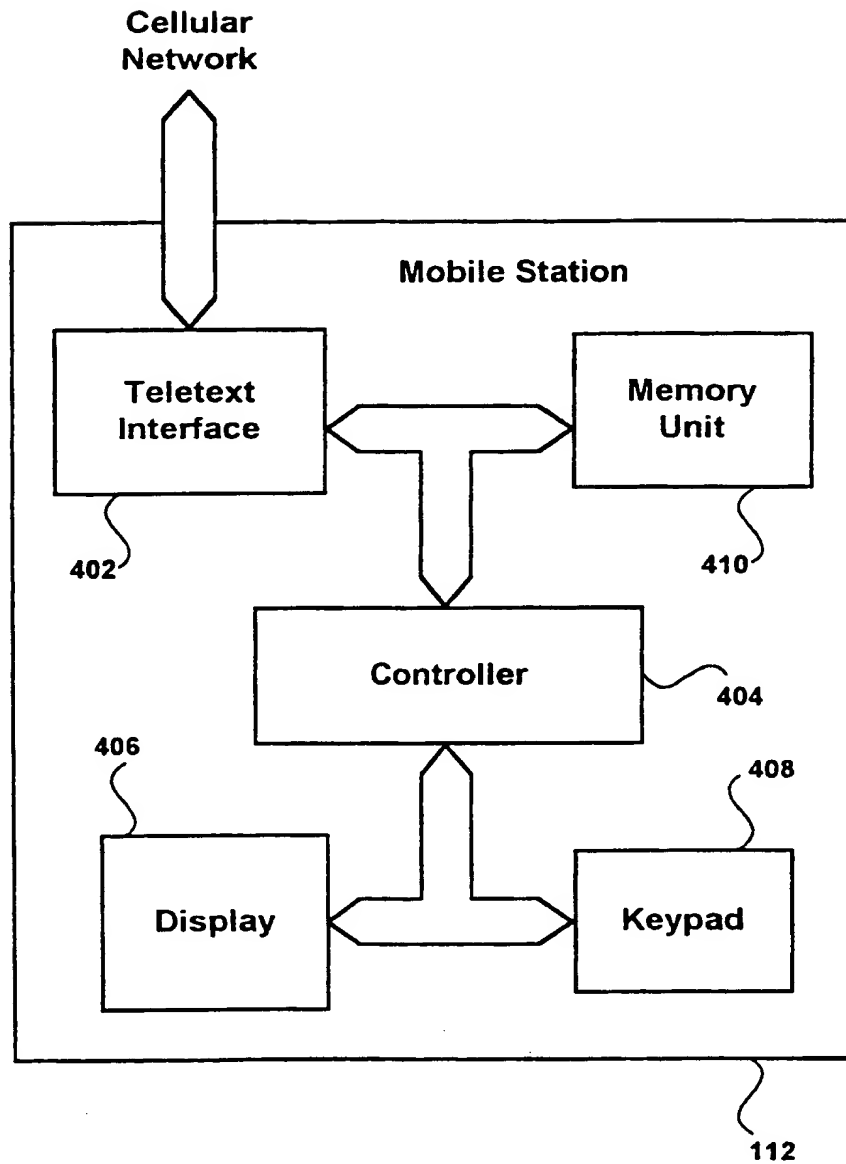 Cellular
Network
Mobile Station
Teletext
Interface
Memory
Unit
402
410
Controller
404
406
408
Display
Keypad
112